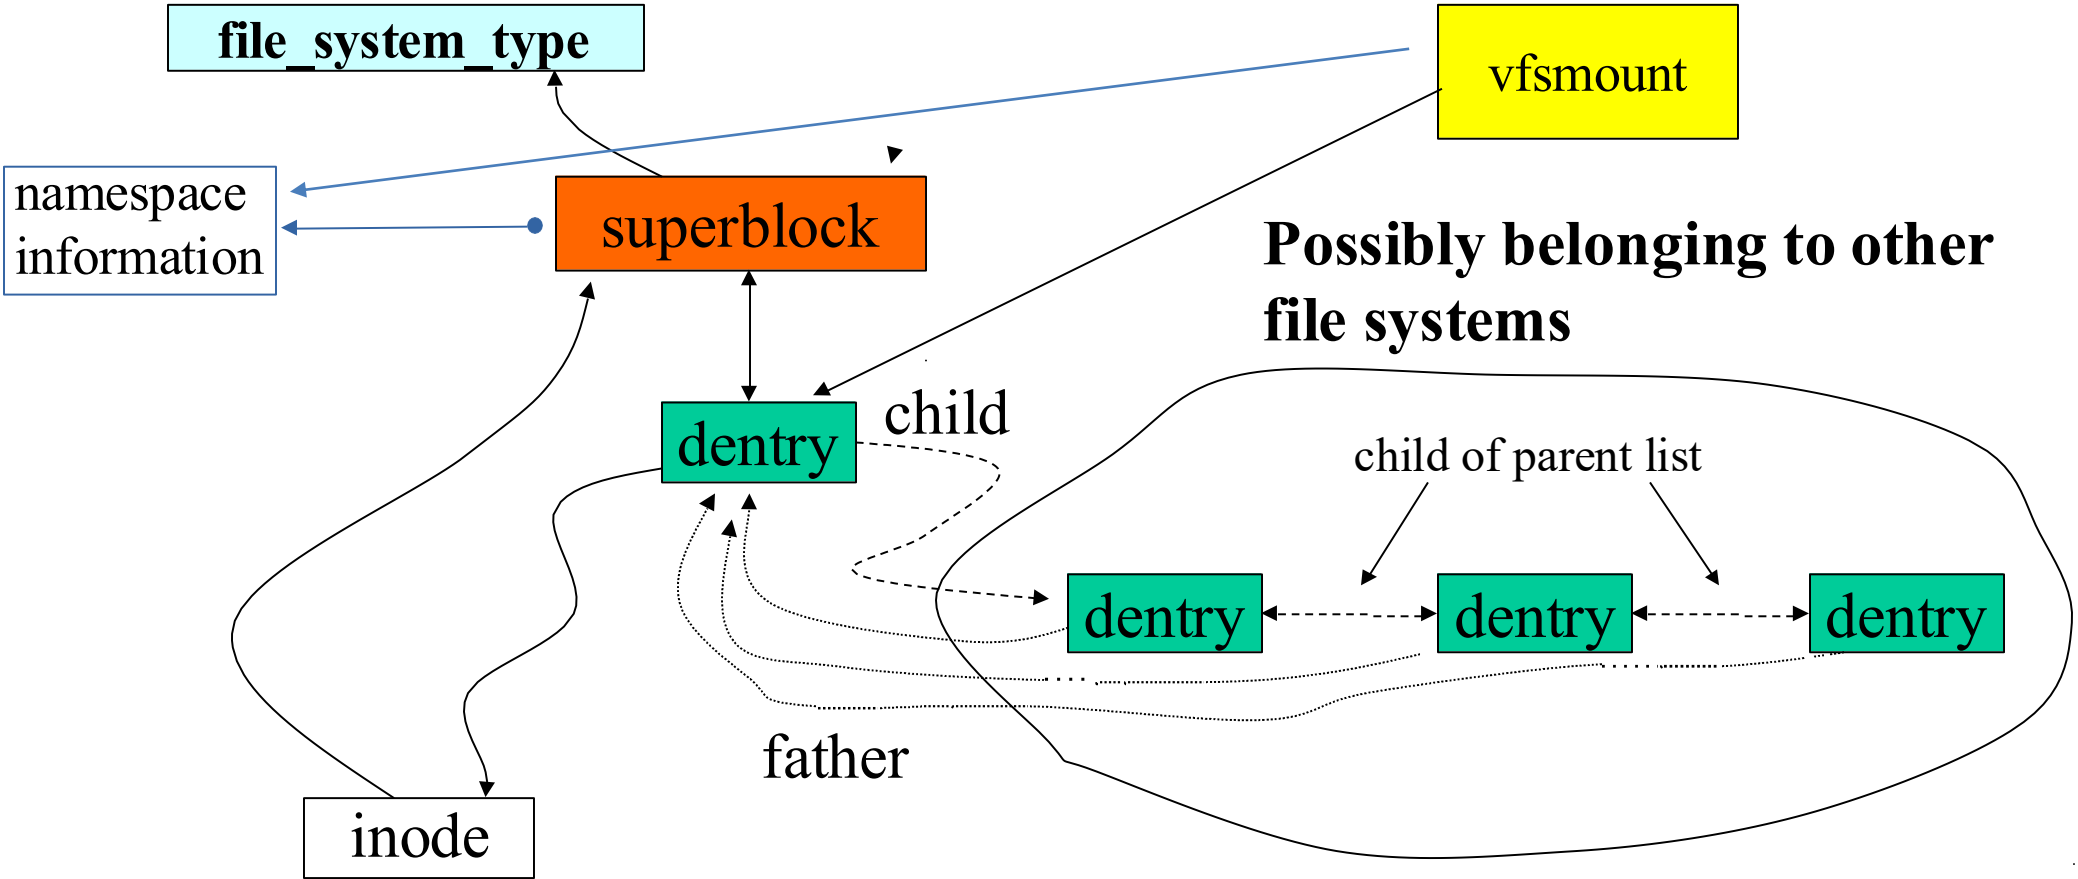 file_system_type
vfsmount
namespace
information
superblock
Possibly belonging to other
file systems
dentry
child
child of parent list
dentry
dentry
dentry
father
inode